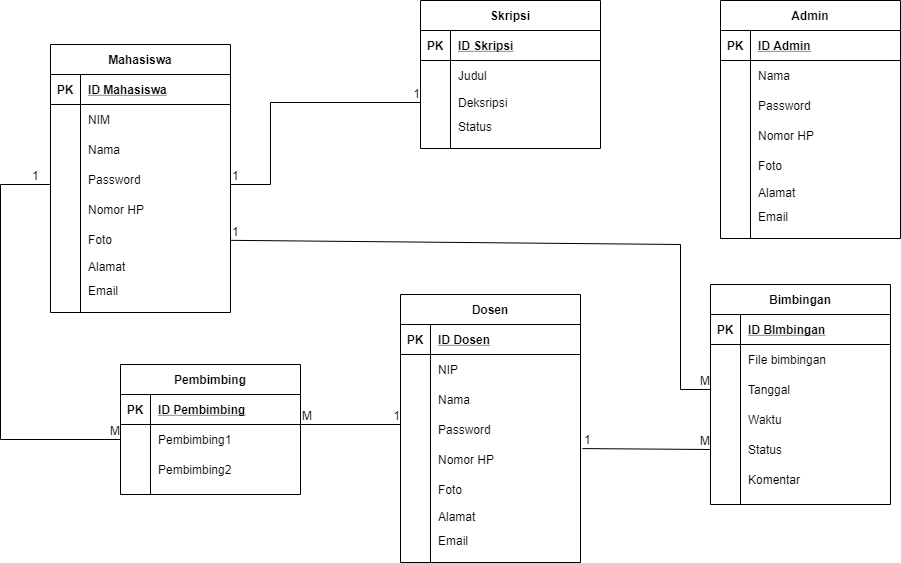 Skripsi
PK ID Skripsi
Judul
Deksripsi
Status
Admin
PK ID Admin
Nama
Password
Nomor HP
Foto
Alamat
Email
Mahasiswa
PK ID Mahasiswa
NIM
Nama
Password
Nomor HP
Foto
Alamat
Email
1
1
1
1
M
M
1
1
M
M
Bimbingan
PK ID BImbingan
File bimbingan
Tanggal
Waktu
Status
Komentar
Dosen
PK ID Dosen
NIP
Nama
Password
Nomor HP
Foto
Alamat
Email
Pembimbing
PK ID Pembimbing
Pembimbing1
Pembimbing2